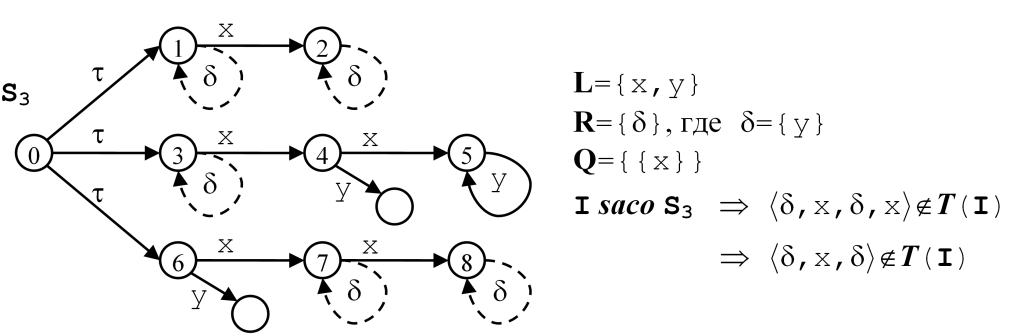 S₃
τ
τ
τ
0
1
x
2
δ
δ
3
x
4
x
5
δ
y
y
6
x
7
x
8
y
δ
δ
L={x,y}
R={δ}, где δ={y}
Q={{x}}
I saco S₃ ⇒ ⟨δ,x,δ,x⟩∉T(I)
⇒ ⟨δ,x,δ⟩∉T(I)